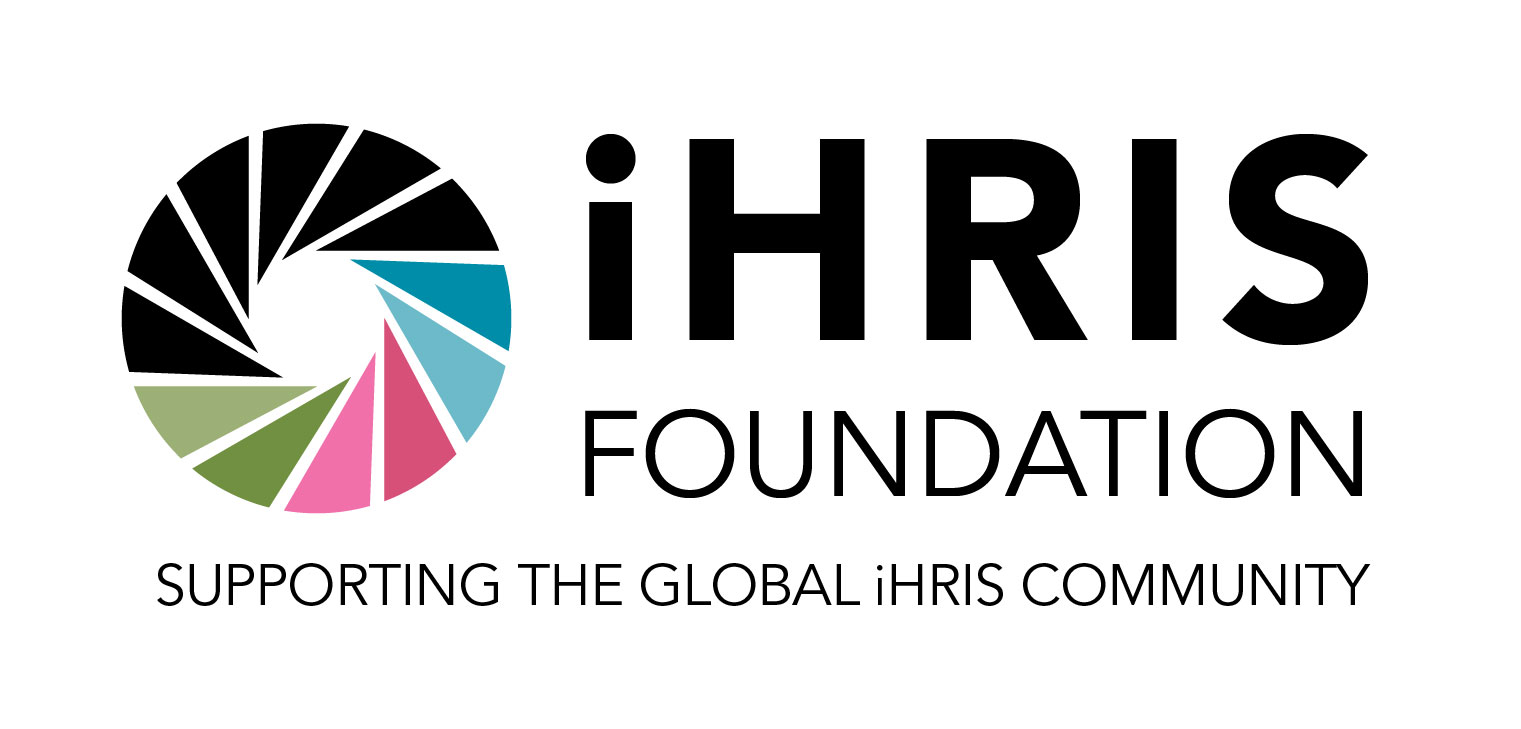 iHRIS
FOUNDATION
SUPPORTING THE GLOBAL iHRIS COMMUNITY